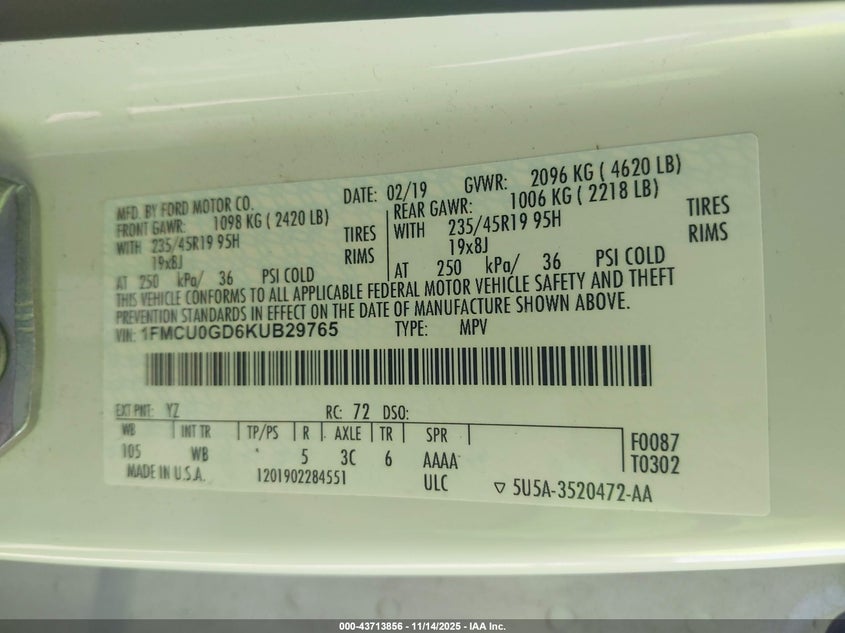 MFD. BY FORD MOTOR CO. DATE: 02/19 GVWR: 2096 KG ( 4620 LB)
FRONT GAWR: 1098 KG ( 2420 LB) REAR GAWR: 1006 KG ( 2218 LB)
WITH 235/45R19 95H TIRES WITH 235/45R19 95H TIRES
19x8J RIMS 19x8J RIMS
AT 250 kPa/ 36 PSI COLD AT 250 kPa/ 36 PSI COLD
THIS VEHICLE CONFORMS TO ALL APPLICABLE FEDERAL MOTOR VEHICLE SAFETY AND THEFT
PREVENTION STANDARDS IN EFFECT ON THE DATE OF MANUFACTURE SHOWN ABOVE.
VIN: 1FMCU0GD6KUB29765 TYPE: MPV
EXT PNT: YZ RC: 72 DSO:
WB INT TR TP/PS R AXLE TR SPR
105 WB * 5 3C 6 AAAA F0087
T0302
MADE IN U.S.A. 1201902284551 ULC ▽ 5U5A-3520472-AA
000-43713856 - 11/14/2025 - IAA Inc.